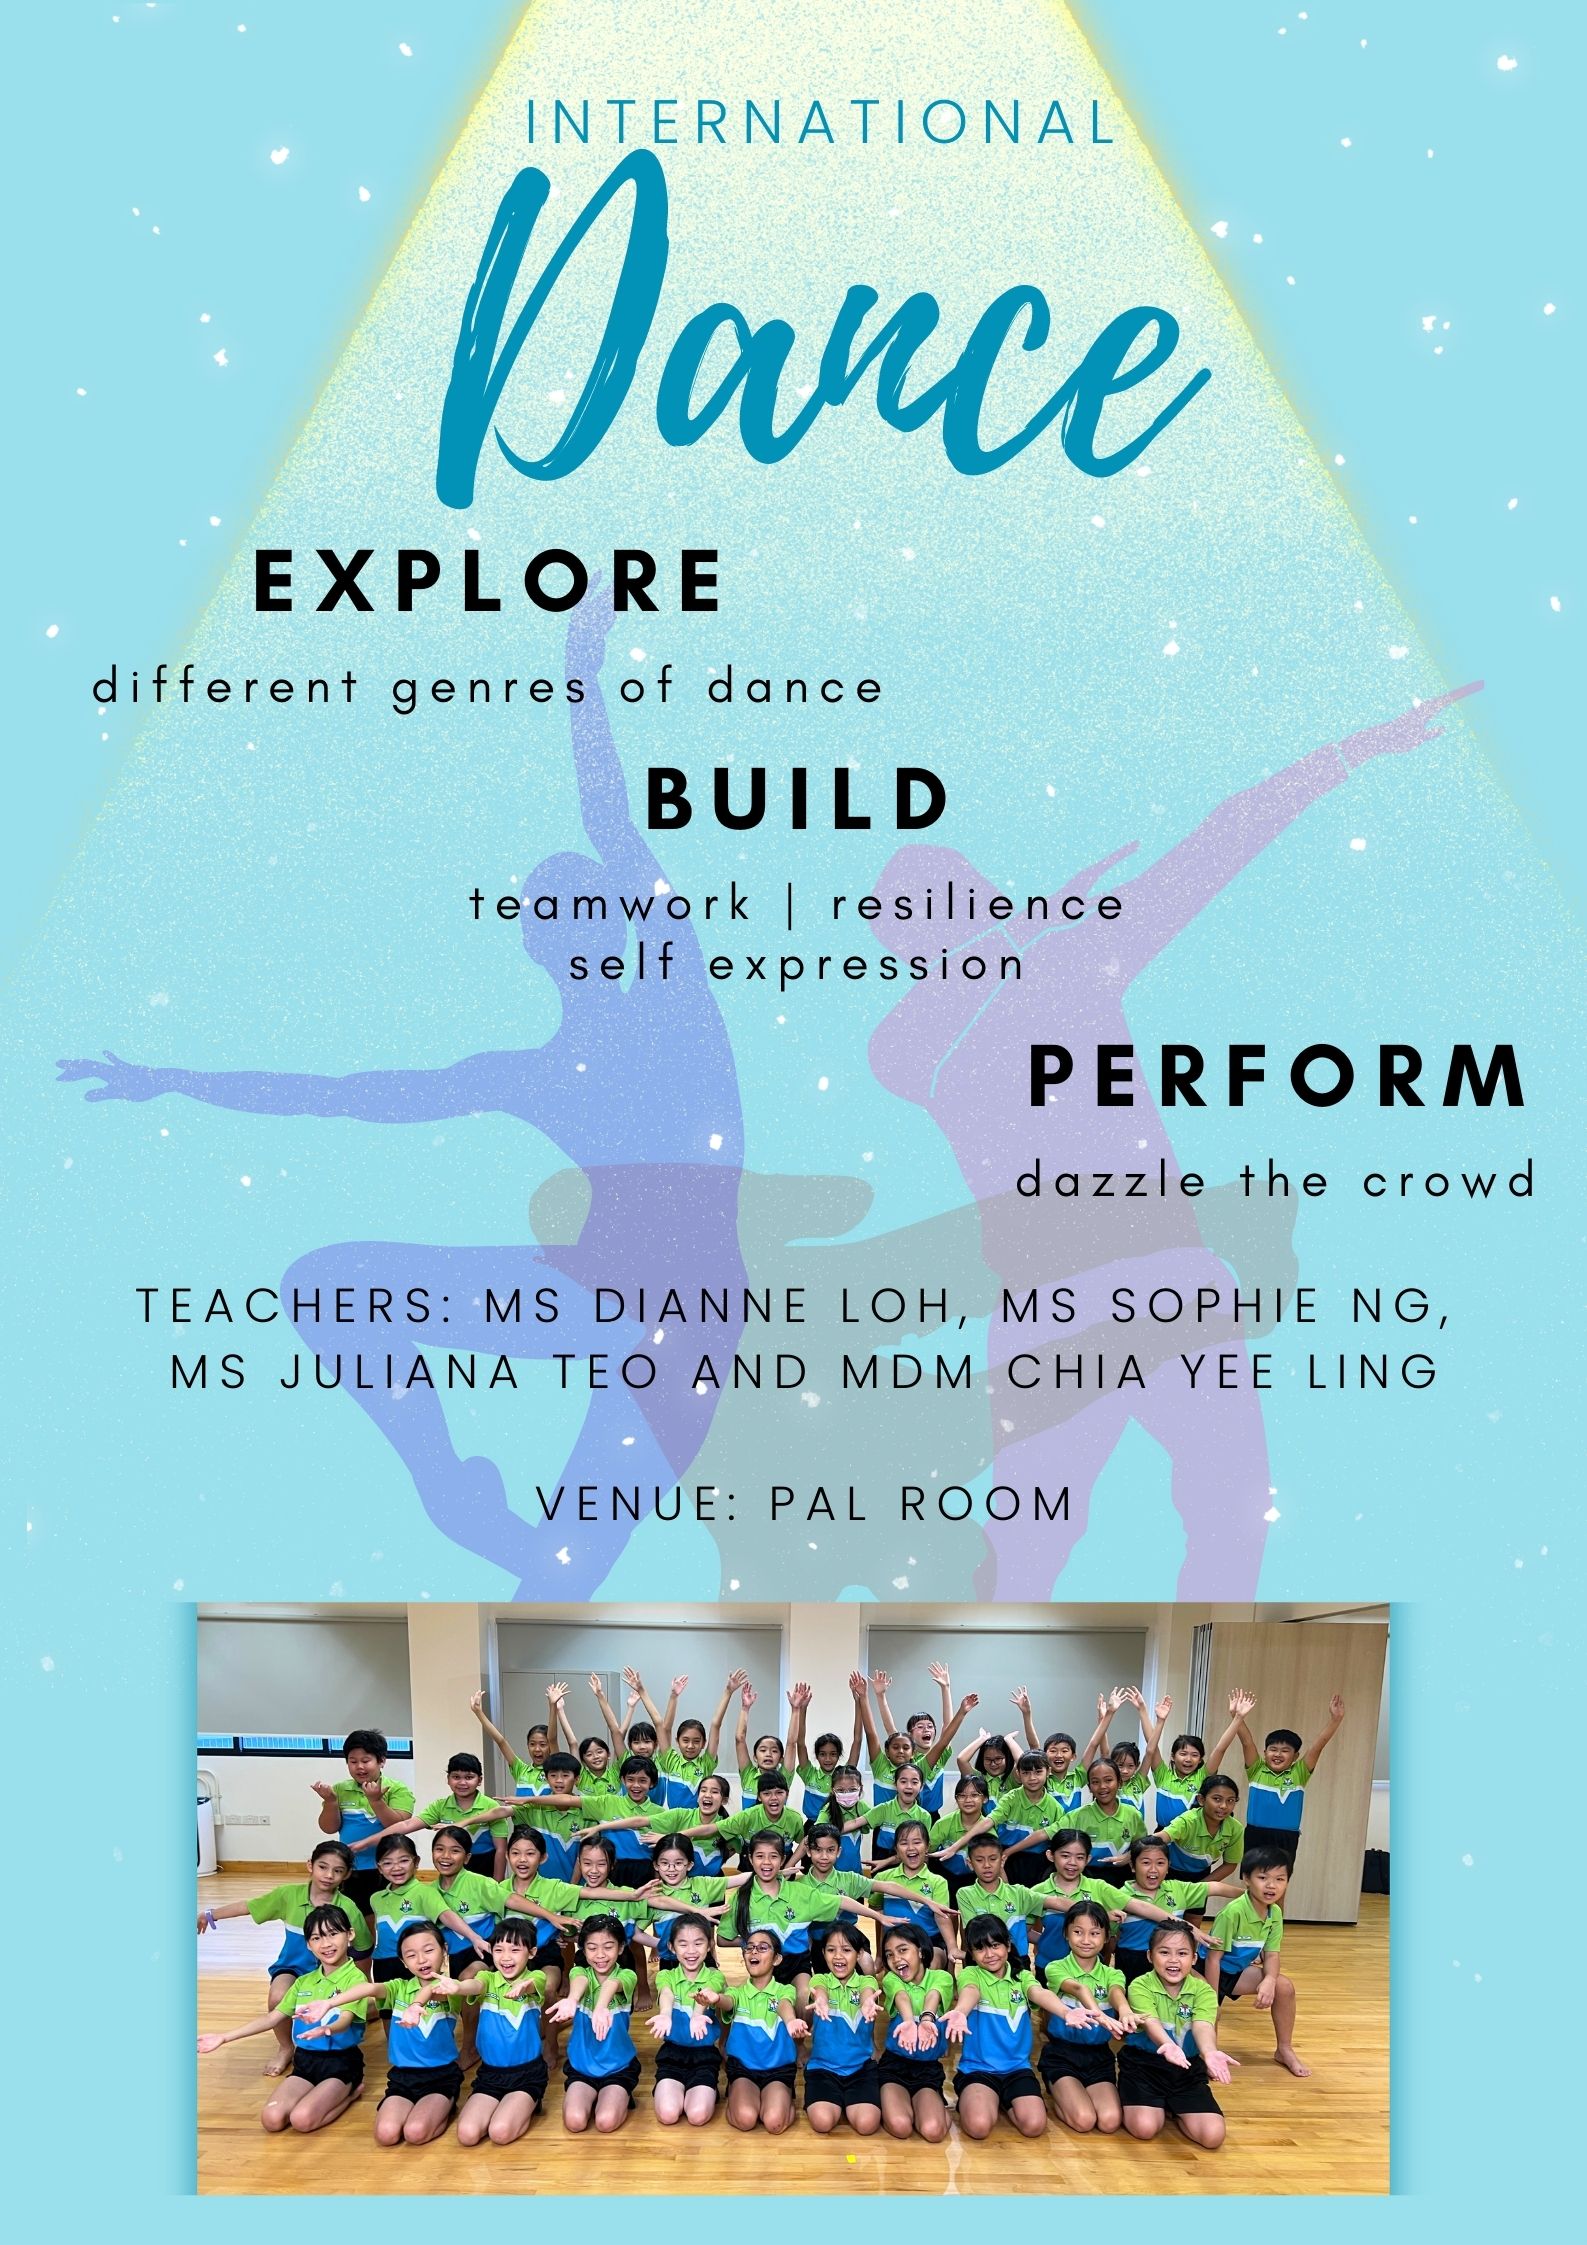 INTERNATIONAL
Dance
EXPLORE
different genres of dance
BUILD
teamwork | resilience
self expression
PERFORM
dazzle the crowd
TEACHERS: MS DIANNE LOH, MS SOPHIE NG,
MS JULIANA TEO AND MDM CHIA YEE LING
VENUE: PAL ROOM